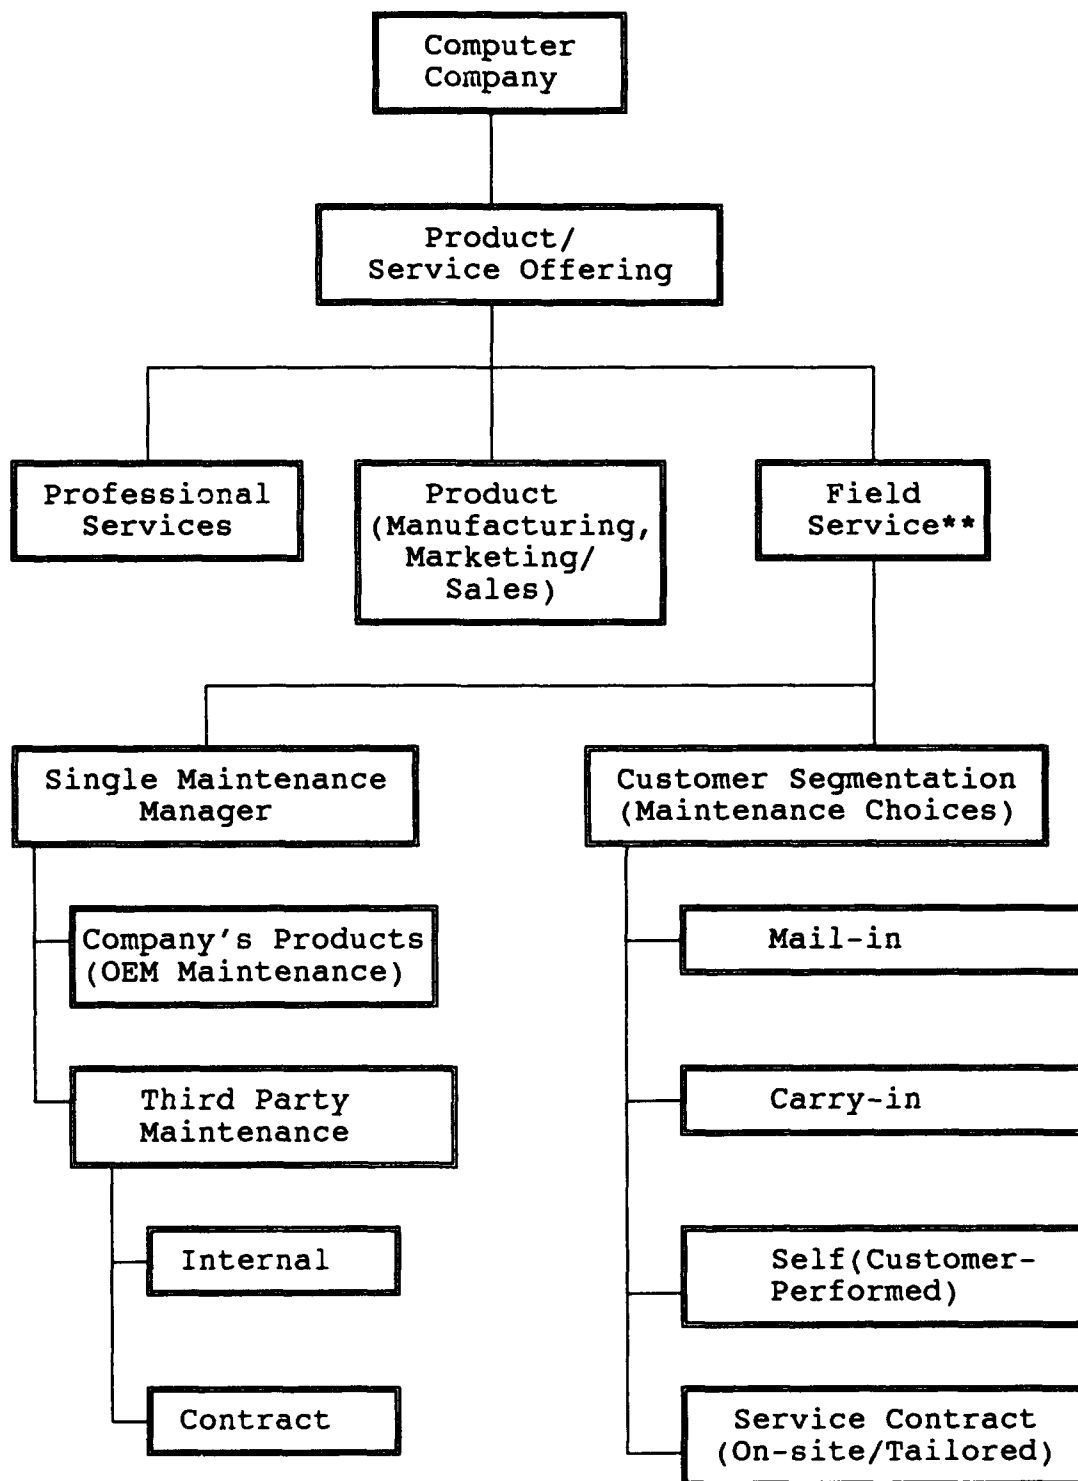 Computer
Company
Product/
Service Offering
Professional
Services
Product
(Manufacturing,
Marketing/
Sales)
Field
Service**
Single Maintenance
Manager
Customer Segmentation
(Maintenance Choices)
Company's Products
(OEM Maintenance)
Mail-in
Third Party
Maintenance
Carry-in
Internal
Self(Customer-
Performed)
Contract
Service Contract
(On-site/Tailored)